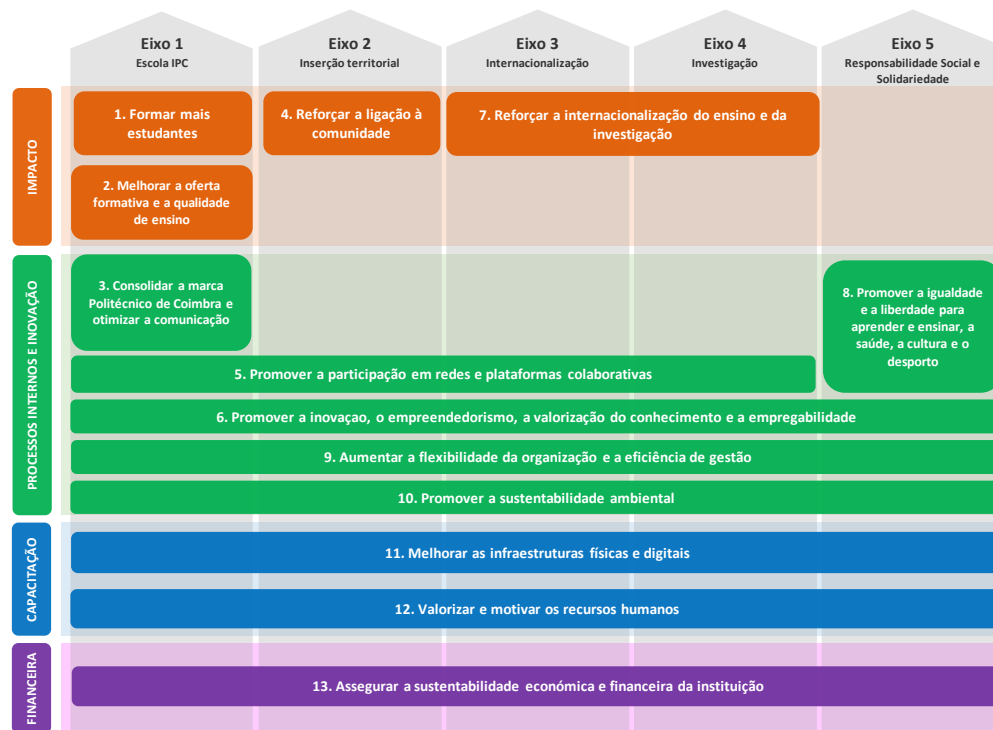 Eixo 1
Escola IPC
Eixo 2
Inserção territorial
Eixo 3
Internacionalização
Eixo 4
Investigação
Eixo 5
Responsabilidade Social e
Solidariedade
IMPACTO
1. Formar mais
estudantes
4. Reforçar a ligação à
comunidade
7. Reforçar a internacionalização do ensino e da
investigação
2. Melhorar a oferta
formativa e a qualidade
de ensino
PROCESSOS INTERNOS E INOVAÇÃO
3. Consolidar a marca
Politécnico de Coimbra e
otimizar a comunicação
8. Promover a igualdade
e a liberdade para
aprender e ensinar, a
saúde, a cultura e o
desporto
5. Promover a participação em redes e plataformas colaborativas
6. Promover a inovaçao, o empreendedorismo, a valorização do conhecimento e a empregabilidade
9. Aumentar a flexibilidade da organização e a eficiência de gestão
10. Promover a sustentabilidade ambiental
CAPACITAÇÃO
11. Melhorar as infraestruturas físicas e digitais
12. Valorizar e motivar os recursos humanos
FINANCEIRA
13. Assegurar a sustentabilidade económica e financeira da instituição